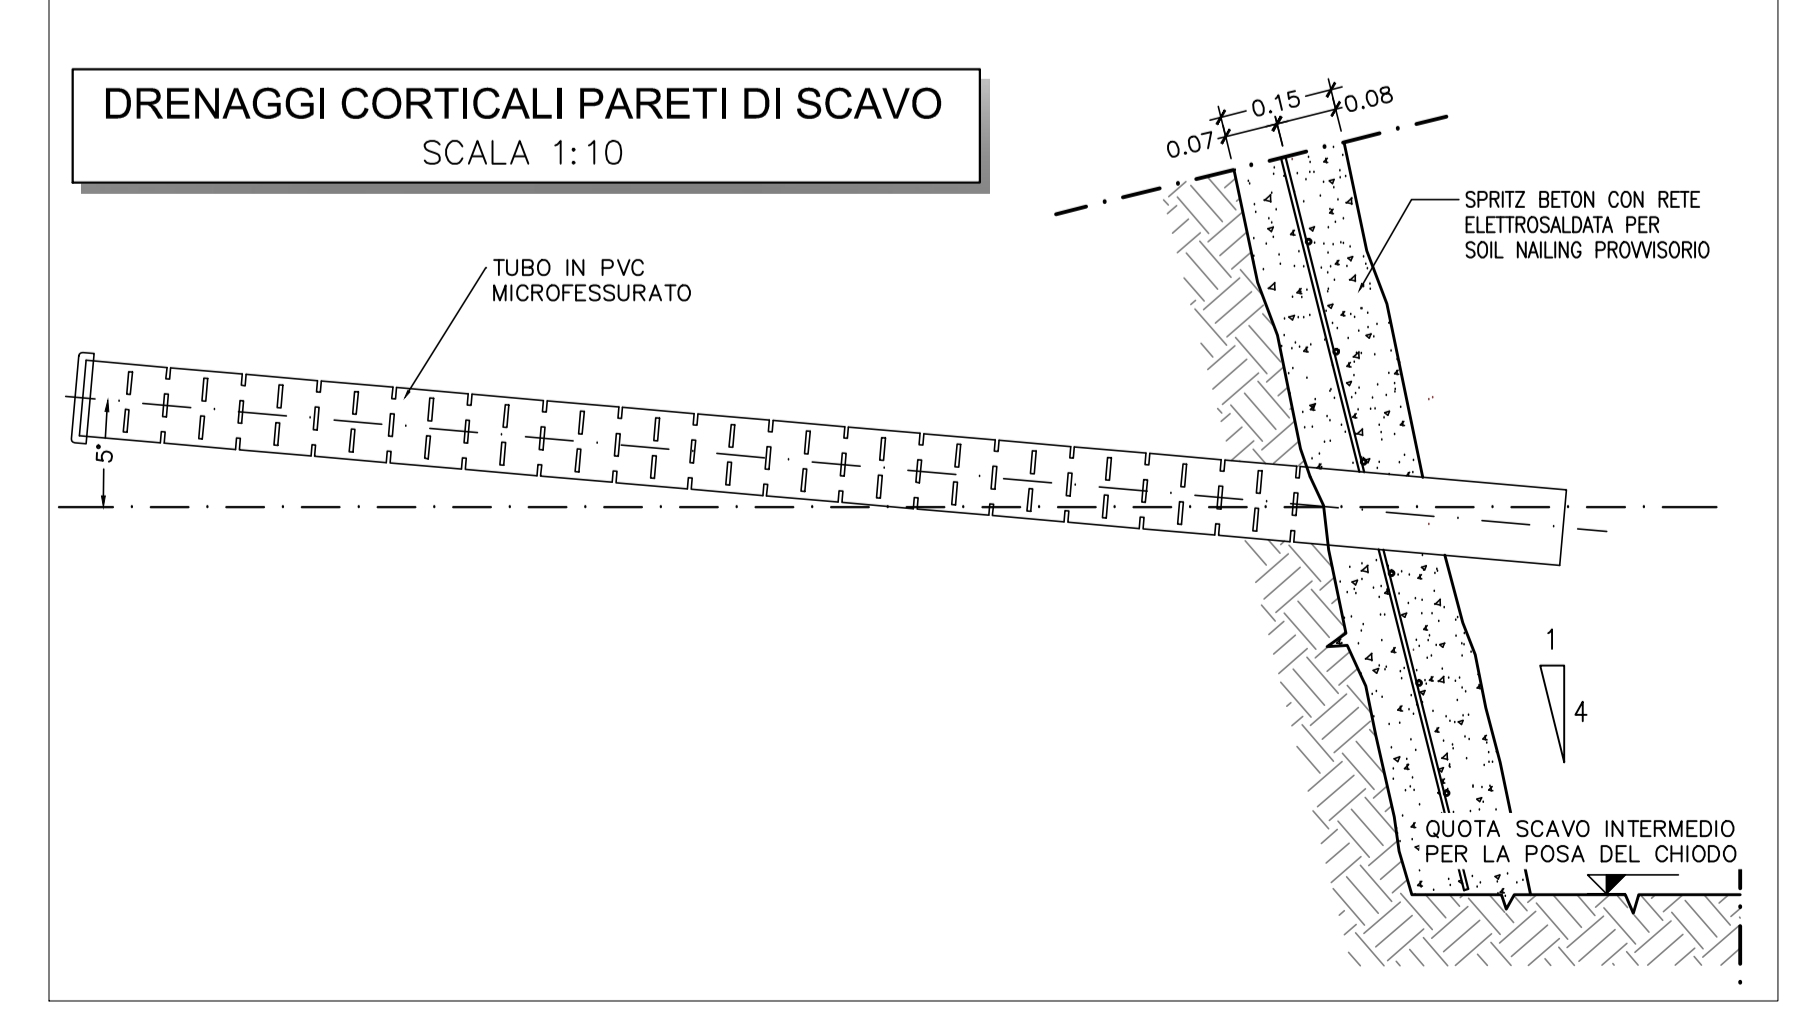 DRENAGGI CORTICALI PARETI DI SCAVO
SCALA 1:10
0.15
0.08
0.07
SPRITZ BETON CON RETE
ELETTROSALDATA PER
SOIL NAILING PROVVISORIO
TUBO IN PVC
MICROFESSURATO
5°
1
4
QUOTA SCAVO INTERMEDIO
PER LA POSA DEL CHIODO